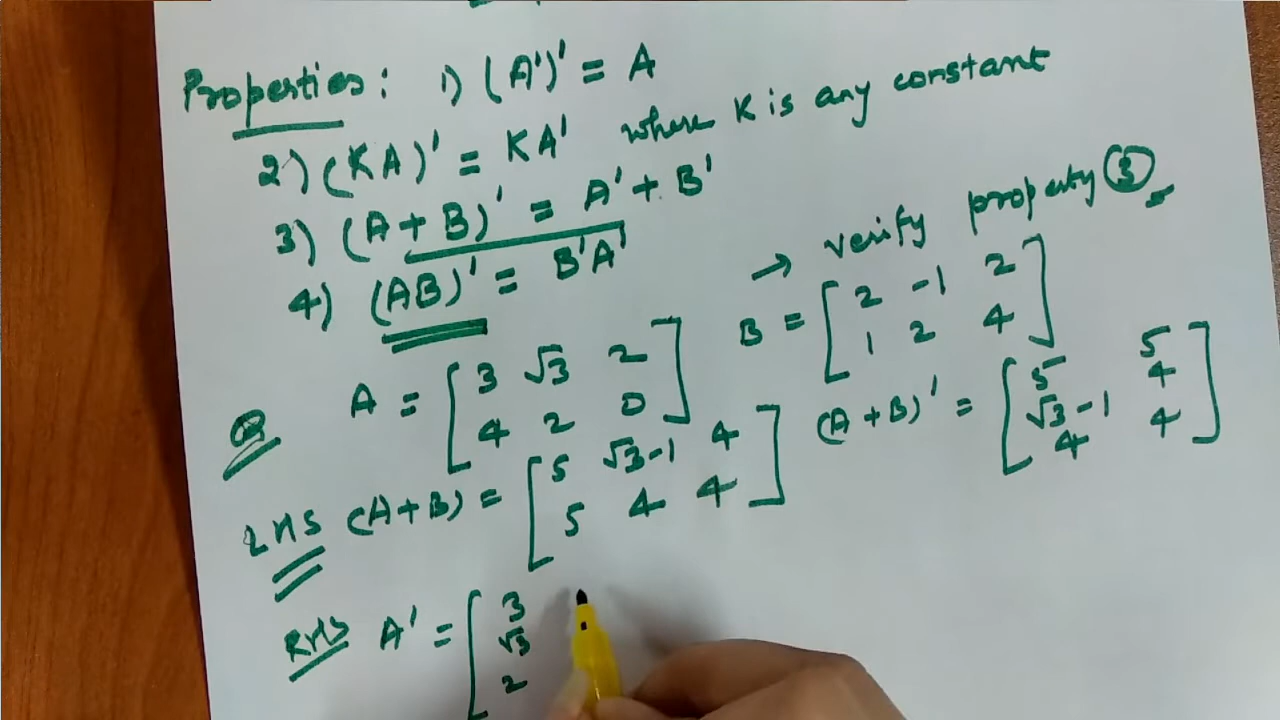 Properties: 1) (A')' = A
2) (KA)' = KA' where K is any constant
3) (A+B)' = A' + B'
4) (AB)' = B'A'
→ verify property ③
Q A = [ 3 √3 2
4 2 0 ]
B = [ 2 -1 2
1 2 4 ]
LHS (A+B) = [ 5 √3-1 4
5 4 4 ]
(A+B)' = [ 5 5
√3-1 4
4 4 ]
RHS A' = [ 3
√3
2